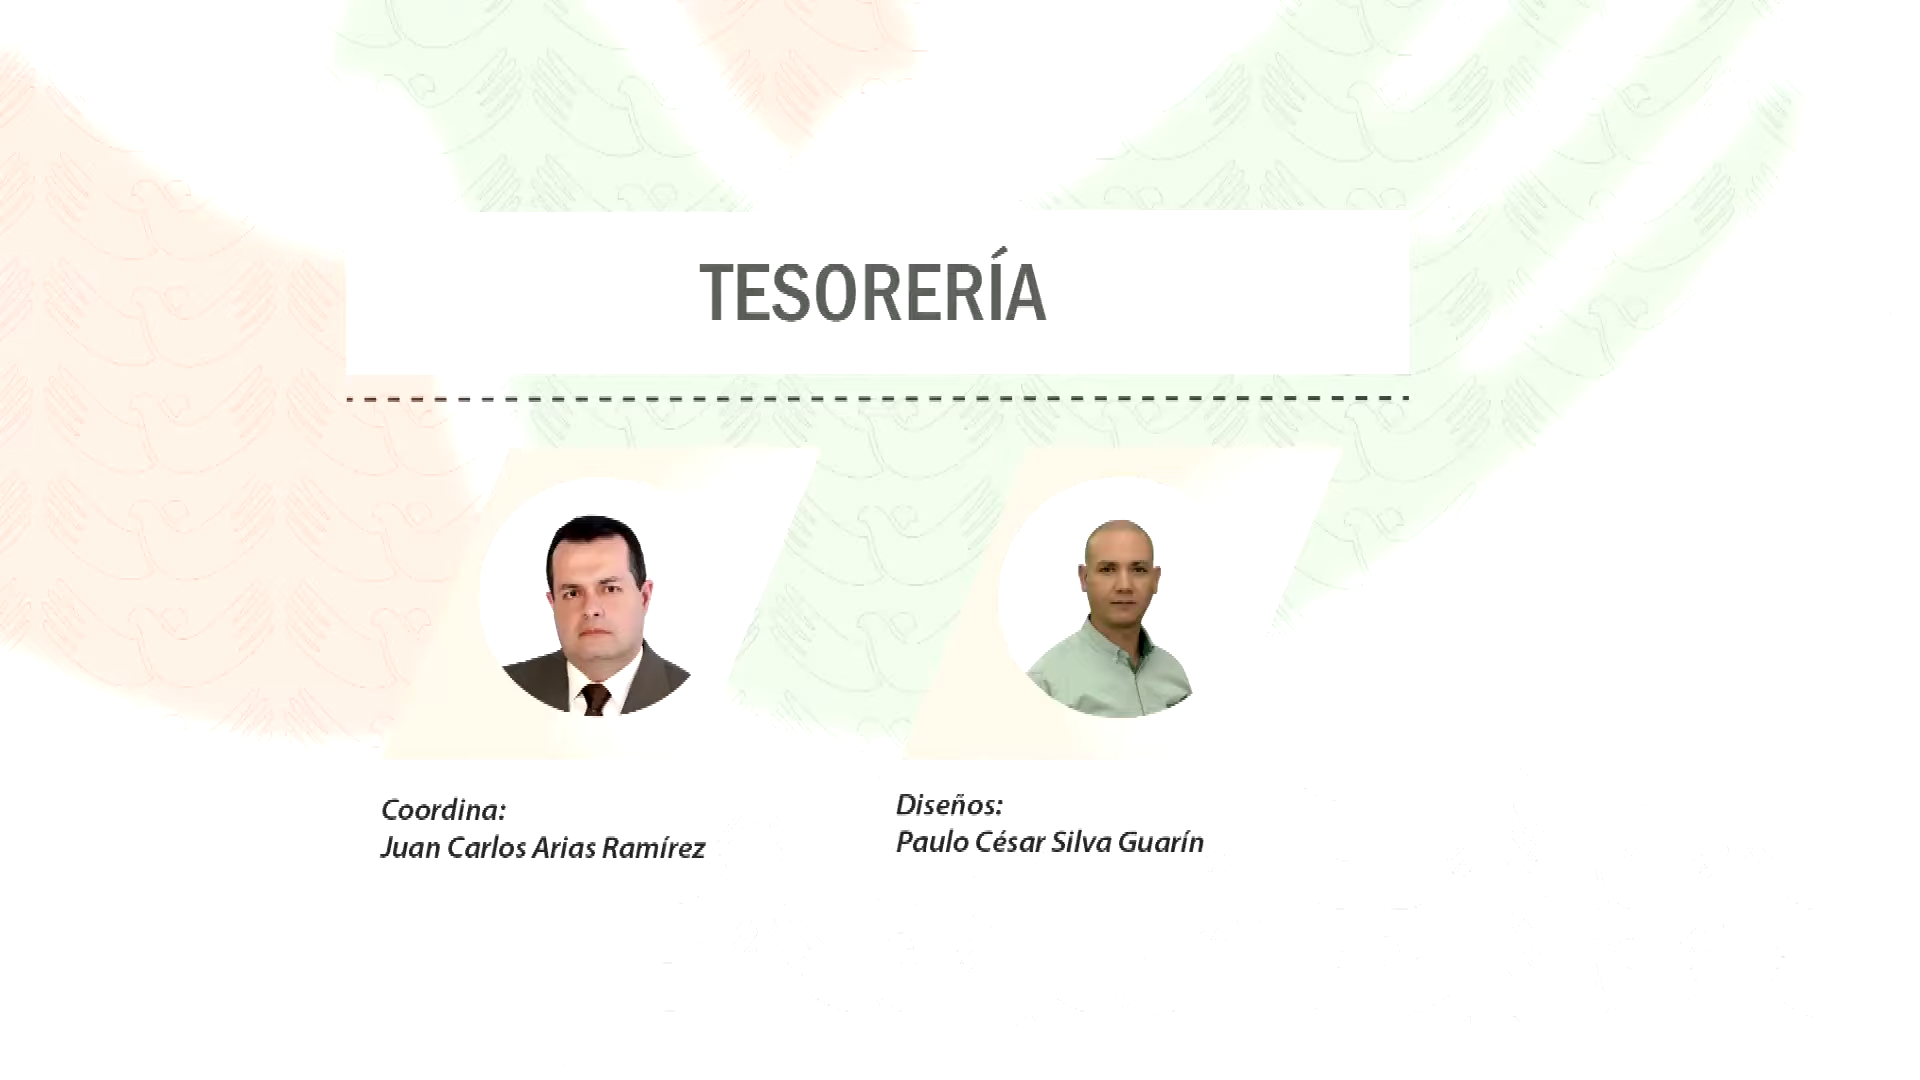 TESORERÍA
Coordina:
Juan Carlos Arias Ramírez
Diseños:
Paulo César Silva Guarín